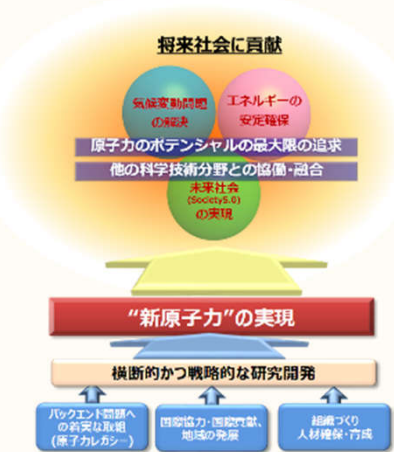 将来社会に貢献
気候変動問題
の解決
エネルギーの
安定確保
原子力のポテンシャルの最大限の追求
他の科学技術分野との協働・融合
未来社会
(Society5.0)
の実現
“新原子力”の実現
横断的かつ戦略的な研究開発
バックエンド問題へ
の着実な取組
(原子力レガシー)
国際協力・国際貢献、
地域の発展
組織づくり
人材確保・育成